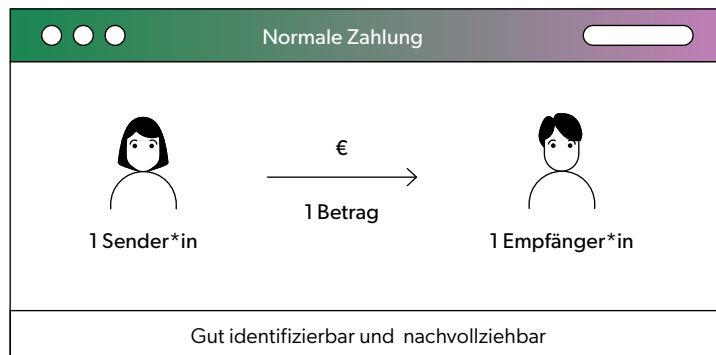 Normale Zahlung
€
1 Betrag
1 Sender*in
1 Empfänger*in
Gut identifizierbar und nachvollziehbar